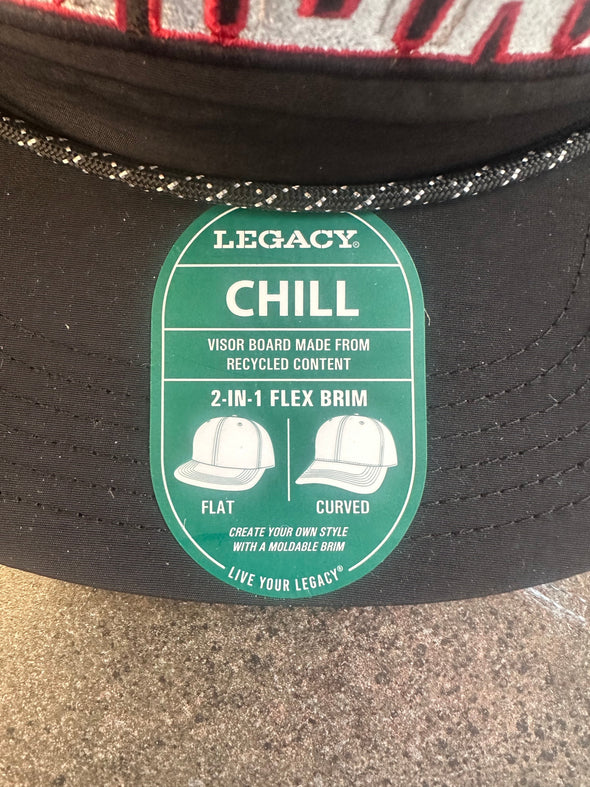 LEGACY®
CHILL
VISOR BOARD MADE FROM
RECYCLED CONTENT
2-IN-1 FLEX BRIM
FLAT
CURVED
CREATE YOUR OWN STYLE
WITH A MOLDABLE BRIM
LIVE YOUR LEGACY®